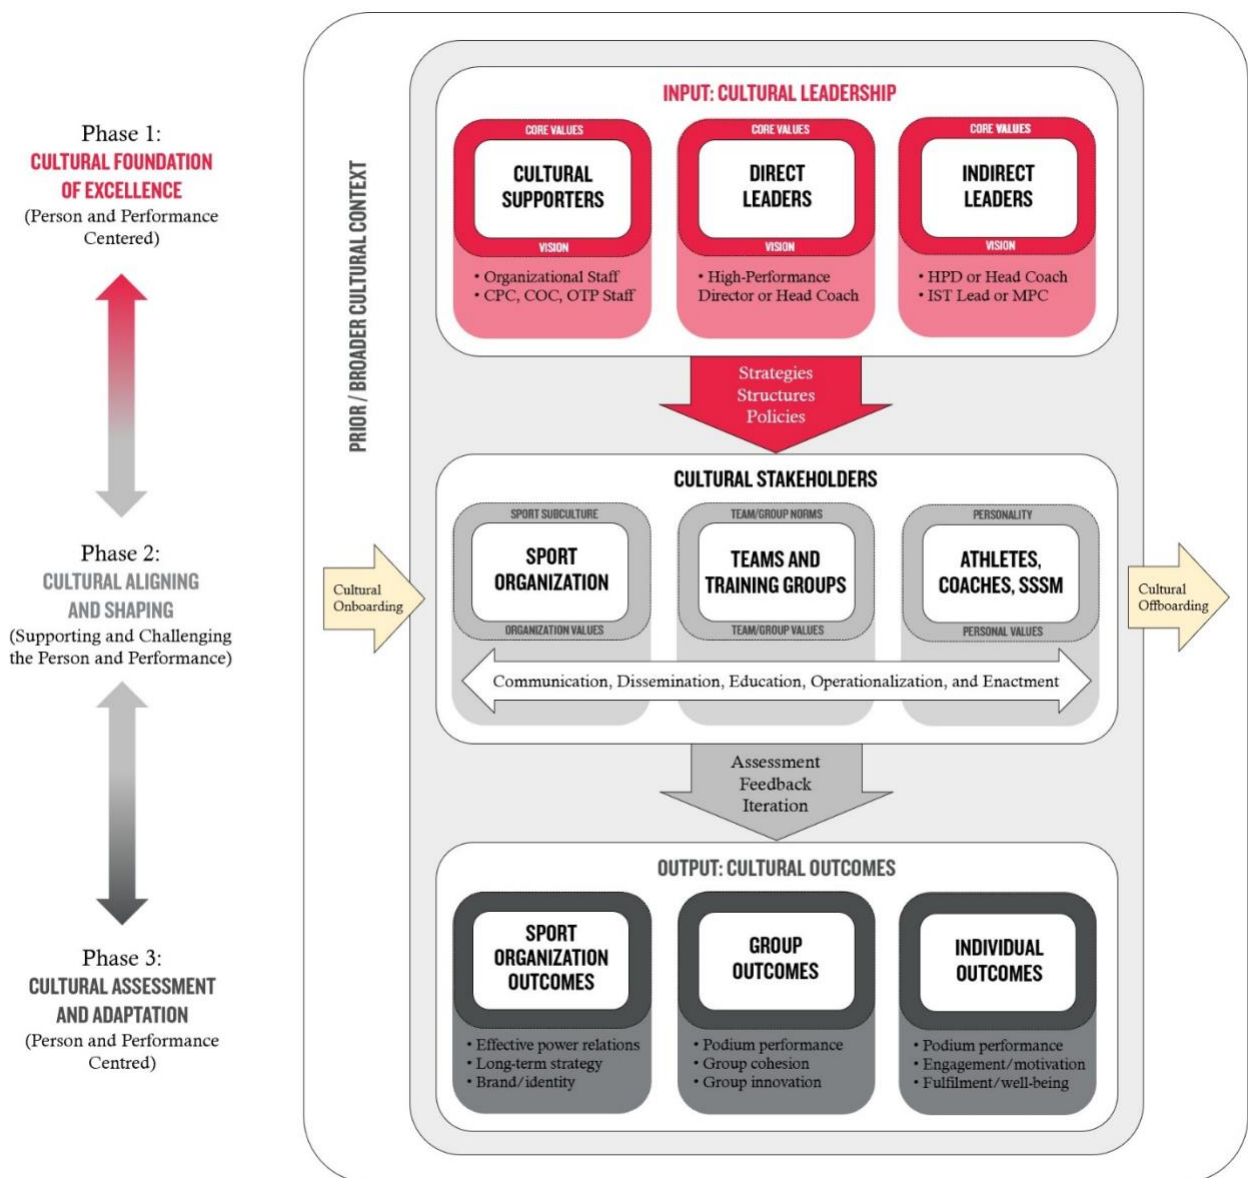 Phase 1:
CULTURAL FOUNDATION
OF EXCELLENCE
(Person and Performance
Centered)
Phase 2:
CULTURAL ALIGNING
AND SHAPING
(Supporting and Challenging
the Person and Performance)
Phase 3:
CULTURAL ASSESSMENT
AND ADAPTATION
(Person and Performance
Centred)
PRIOR / BROADER CULTURAL CONTEXT
Cultural
Onboarding
INPUT: CULTURAL LEADERSHIP
CORE VALUES
CULTURAL
SUPPORTERS
VISION
• Organizational Staff
• CPC, COC, OTP Staff
CORE VALUES
DIRECT
LEADERS
VISION
• High-Performance
Director or Head Coach
CORE VALUES
INDIRECT
LEADERS
VISION
• HPD or Head Coach
• IST Lead or MPC
Strategies
Structures
Policies
CULTURAL STAKEHOLDERS
SPORT SUBCULTURE
SPORT
ORGANIZATION
ORGANIZATION VALUES
TEAM/GROUP NORMS
TEAMS AND
TRAINING GROUPS
TEAM/GROUP VALUES
PERSONALITY
ATHLETES,
COACHES, SSSM
PERSONAL VALUES
Communication, Dissemination, Education, Operationalization, and Enactment
Cultural
Offboarding
Assessment
Feedback
Iteration
OUTPUT: CULTURAL OUTCOMES
SPORT
ORGANIZATION
OUTCOMES
• Effective power relations
• Long-term strategy
• Brand/identity
GROUP
OUTCOMES
• Podium performance
• Group cohesion
• Group innovation
INDIVIDUAL
OUTCOMES
• Podium performance
• Engagement/motivation
• Fulfilment/well-being